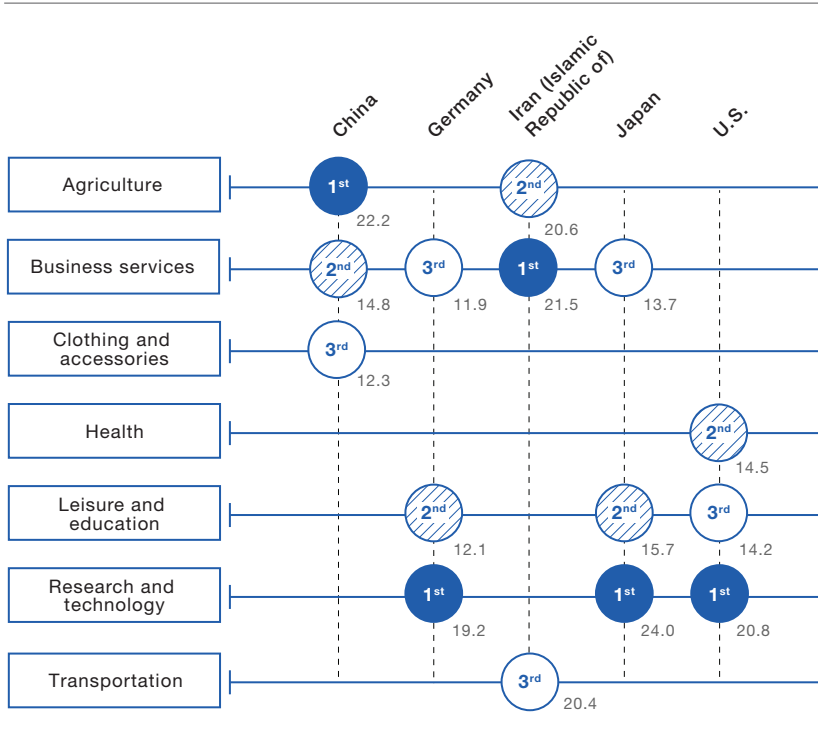 China
Germany
Iran (Islamic
Republic of)
Japan
U.S.
Agriculture
1st
2nd
22.2
20.6
Business services
2nd
3rd
1st
3rd
14.8
11.9
21.5
13.7
Clothing and
accessories
3rd
12.3
Health
2nd
14.5
Leisure and
education
2nd
2nd
3rd
12.1
15.7
14.2
Research and
technology
1st
1st
1st
19.2
24.0
20.8
Transportation
3rd
20.4